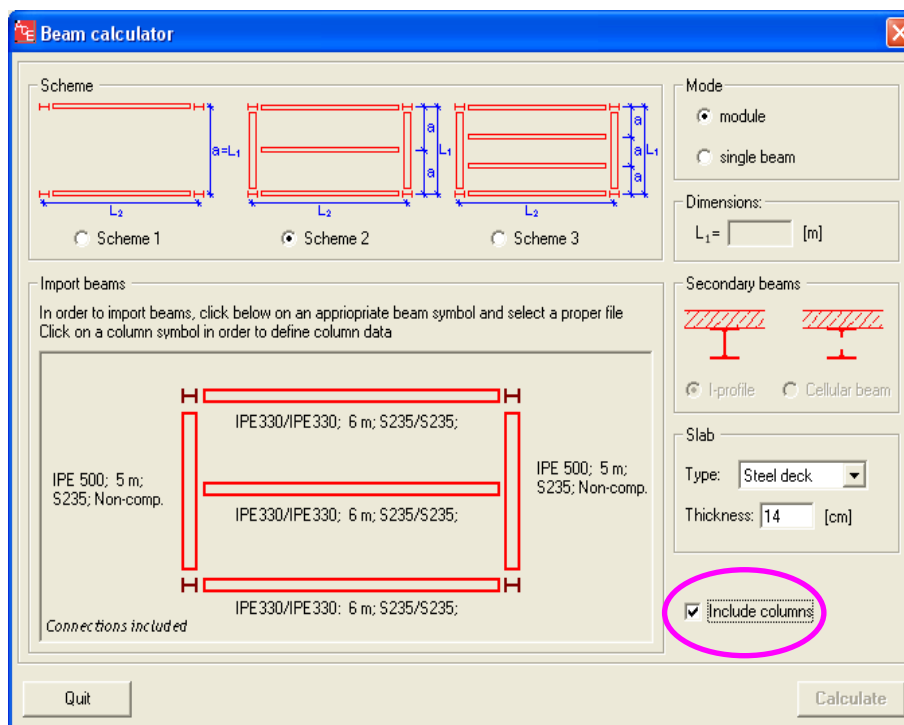 ACE Beam calculator
Scheme
a=L₁
L₂
a
a
L₁
L₂
a
a
a
L₁
L₂
Scheme 1
Scheme 2
Scheme 3
Mode
module
single beam
Dimensions:
L₁= [m]
Import beams
In order to import beams, click below on an appriopriate beam symbol and select a proper file
Click on a column symbol in order to define column data
IPE330/IPE330; 6 m; S235/S235;
IPE 500; 5 m;
S235; Non-comp.
IPE 500; 5 m;
S235; Non-comp.
IPE330/IPE330; 6 m; S235/S235;
IPE330/IPE330: 6 m; S235/S235;
Connections included
Secondary beams
I-profile
Cellular beam
Slab
Type: Steel deck
Thickness: 14 [cm]
Include columns
Quit
Calculate